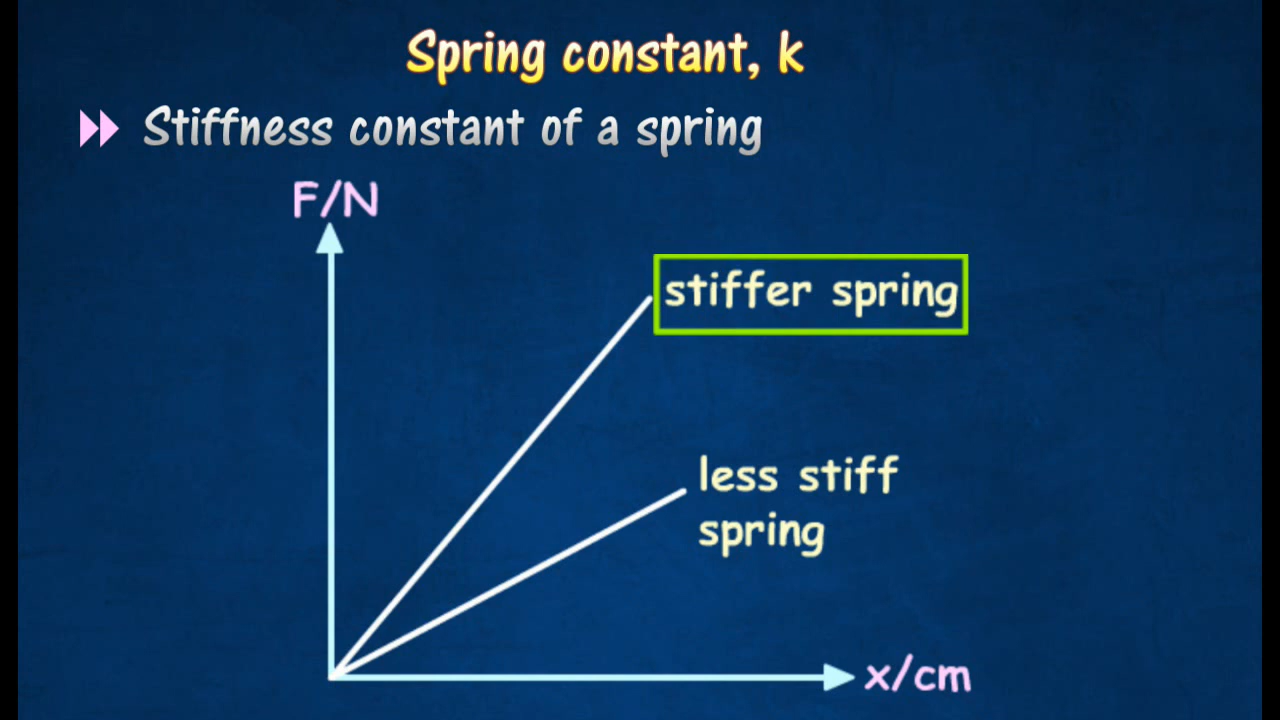 Spring constant, k
Stiffness constant of a spring
F/N
stiffer spring
less stiff
spring
x/cm